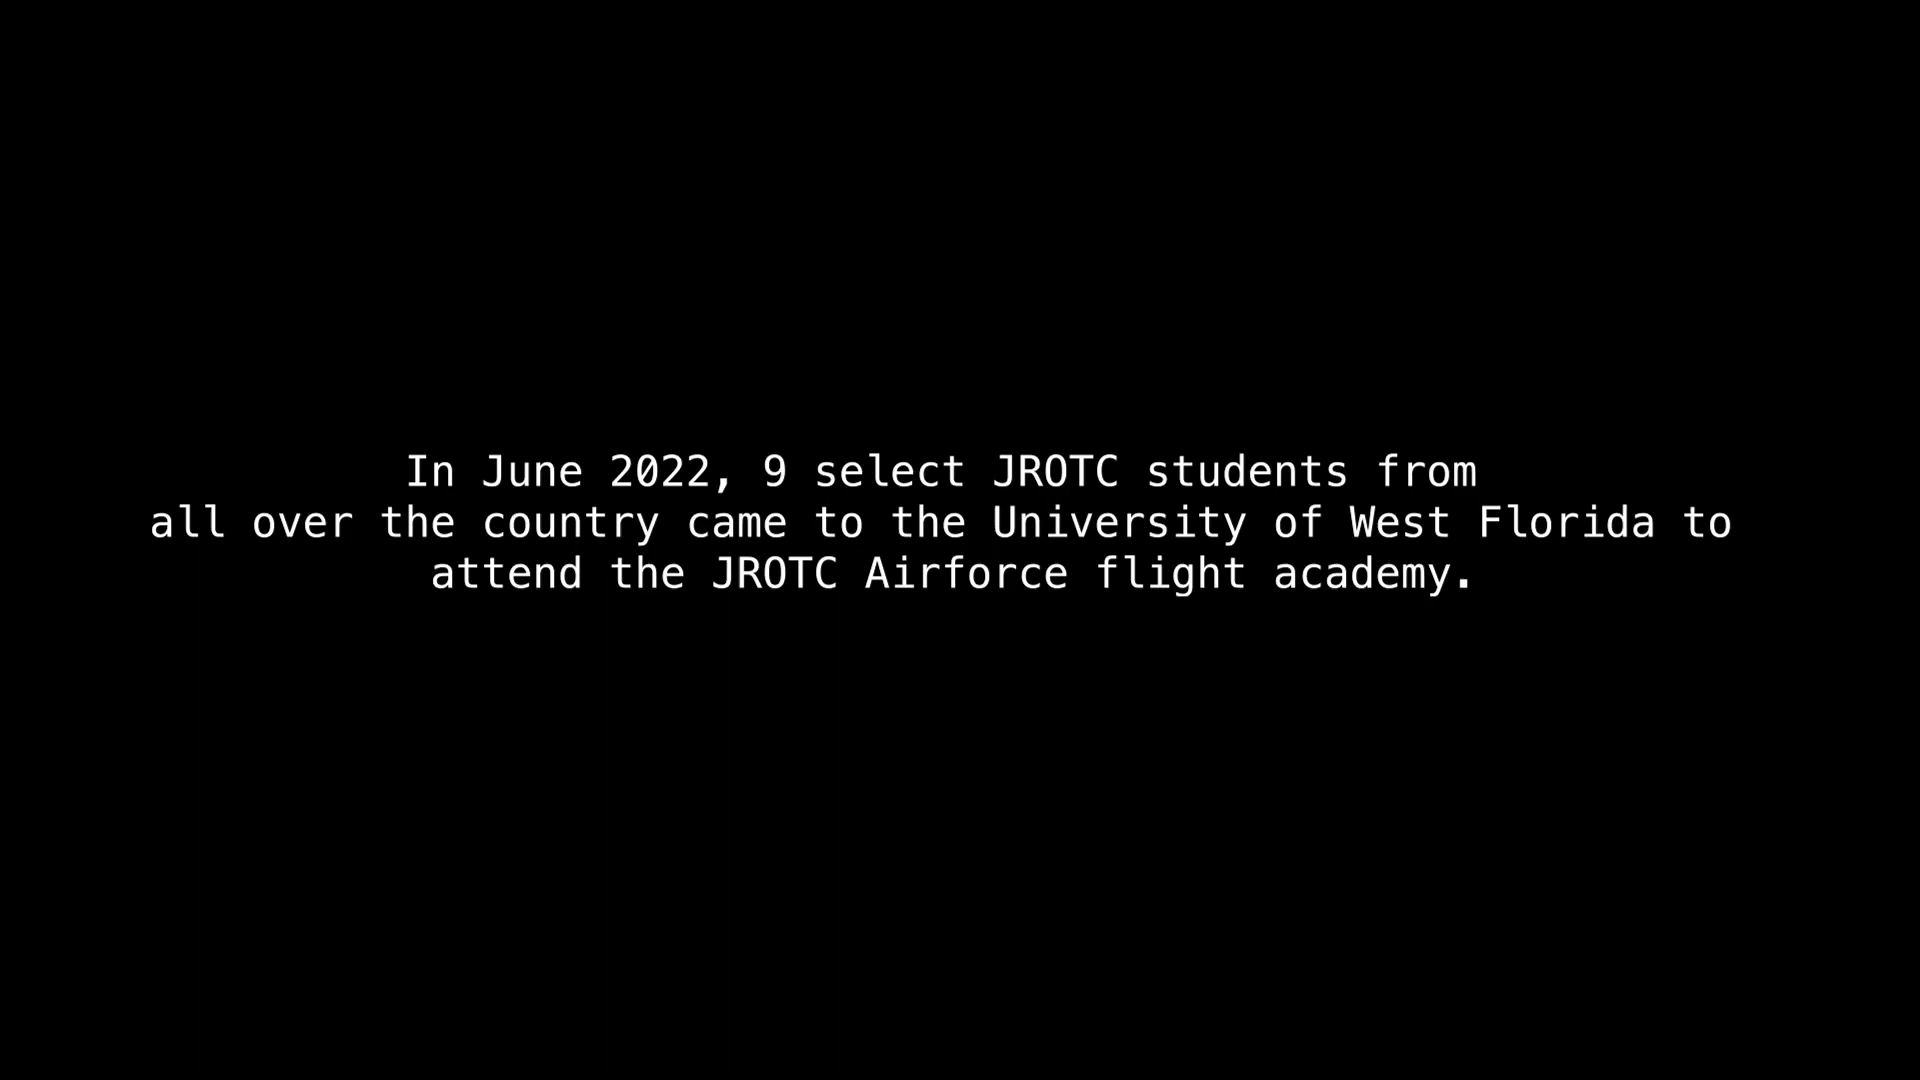 In June 2022, 9 select JROTC students from
all over the country came to the University of West Florida to
attend the JROTC Airforce flight academy.